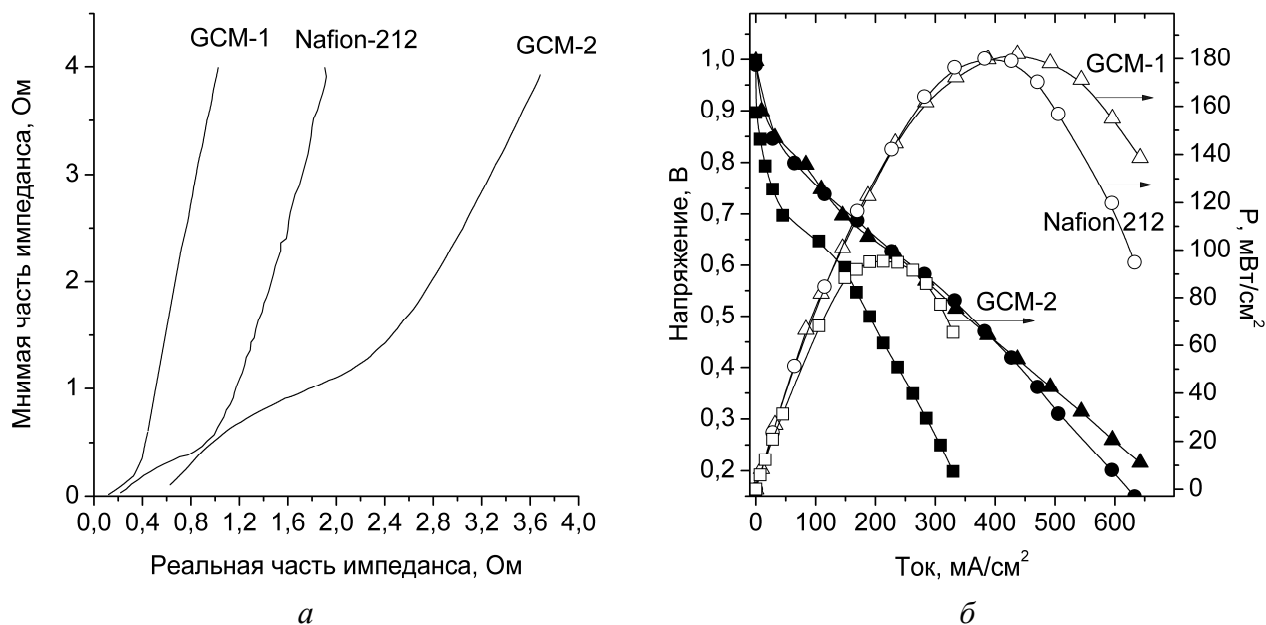 GCM-1
Nafion-212
GCM-2
4
3
2
1
0
Мнимая часть импеданса, Ом
0,0 0,4 0,8 1,2 1,6 2,0 2,4 2,8 3,2 3,6 4,0
Реальная часть импеданса, Ом
а
1,0
0,9
0,8
0,7
0,6
0,5
0,4
0,3
0,2
Напряжение, В
GCM-1
Nafion 212
GCM-2
180
160
140
120
100
80
60
40
20
0
P, мВт/см2
0 100 200 300 400 500 600
Ток, мА/см2
б